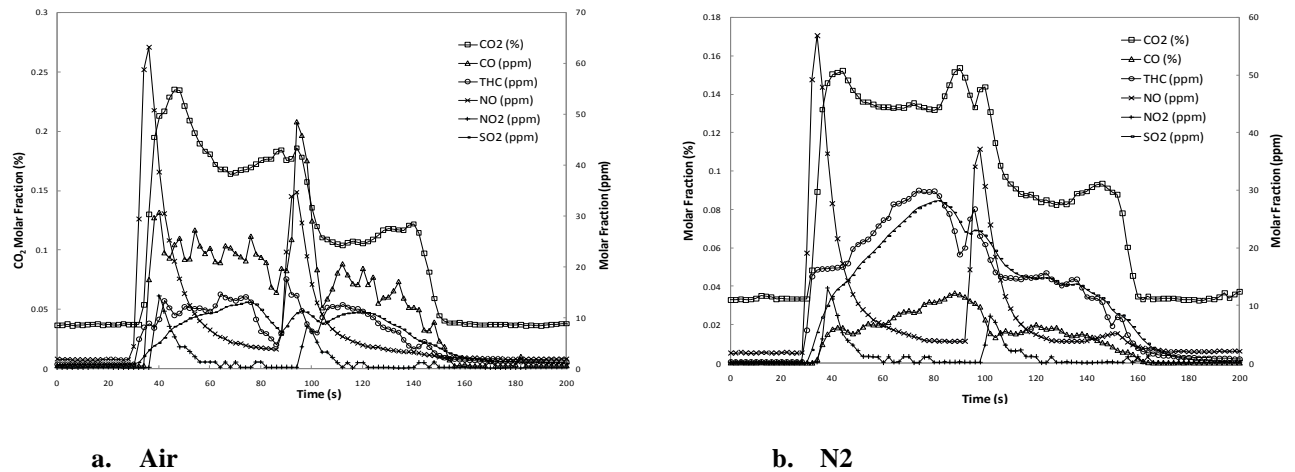 0.3
0.25
0.2
0.15
0.1
0.05
0
CO₂ Molar Fraction (%)
70
60
50
40
30
20
10
0
Molar Fraction (ppm)
CO2 (%)
CO (ppm)
THC (ppm)
NO (ppm)
NO2 (ppm)
SO2 (ppm)
0 20 40 60 80 100 120 140 160 180 200
Time (s)
a. Air
0.18
0.16
0.14
0.12
0.1
0.08
0.06
0.04
0.02
0
Molar Fraction (%)
60
50
40
30
20
10
0
Molar Fraction (ppm)
CO2 (%)
CO (%)
THC (ppm)
NO (ppm)
NO2 (ppm)
SO2 (ppm)
0 20 40 60 80 100 120 140 160 180 200
Time (s)
b. N2